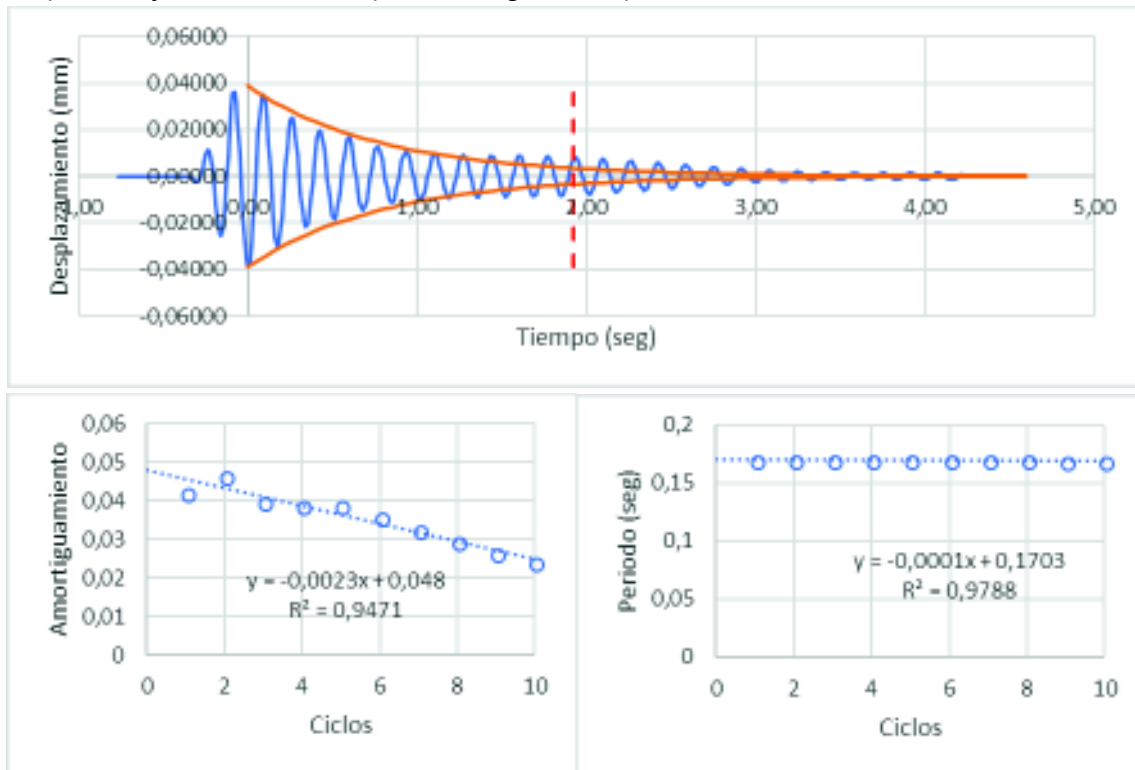 0,06000
0,04000
0,02000
0,00000
-0,02000
-0,04000
-0,06000
Desplazamiento (mm)
0,00
1,00
2,00
3,00
4,00
5,00
Tiempo (seg)
0,06
0,05
0,04
0,03
0,02
0,01
0
Amortiguamiento
y = -0,0023x + 0,048
R² = 0,9471
0 2 4 6 8 10
Ciclos
0,2
0,15
0,1
0,05
0
Periodo (seg)
y = -0,0001x + 0,1703
R² = 0,9788
0 2 4 6 8 10
Ciclos